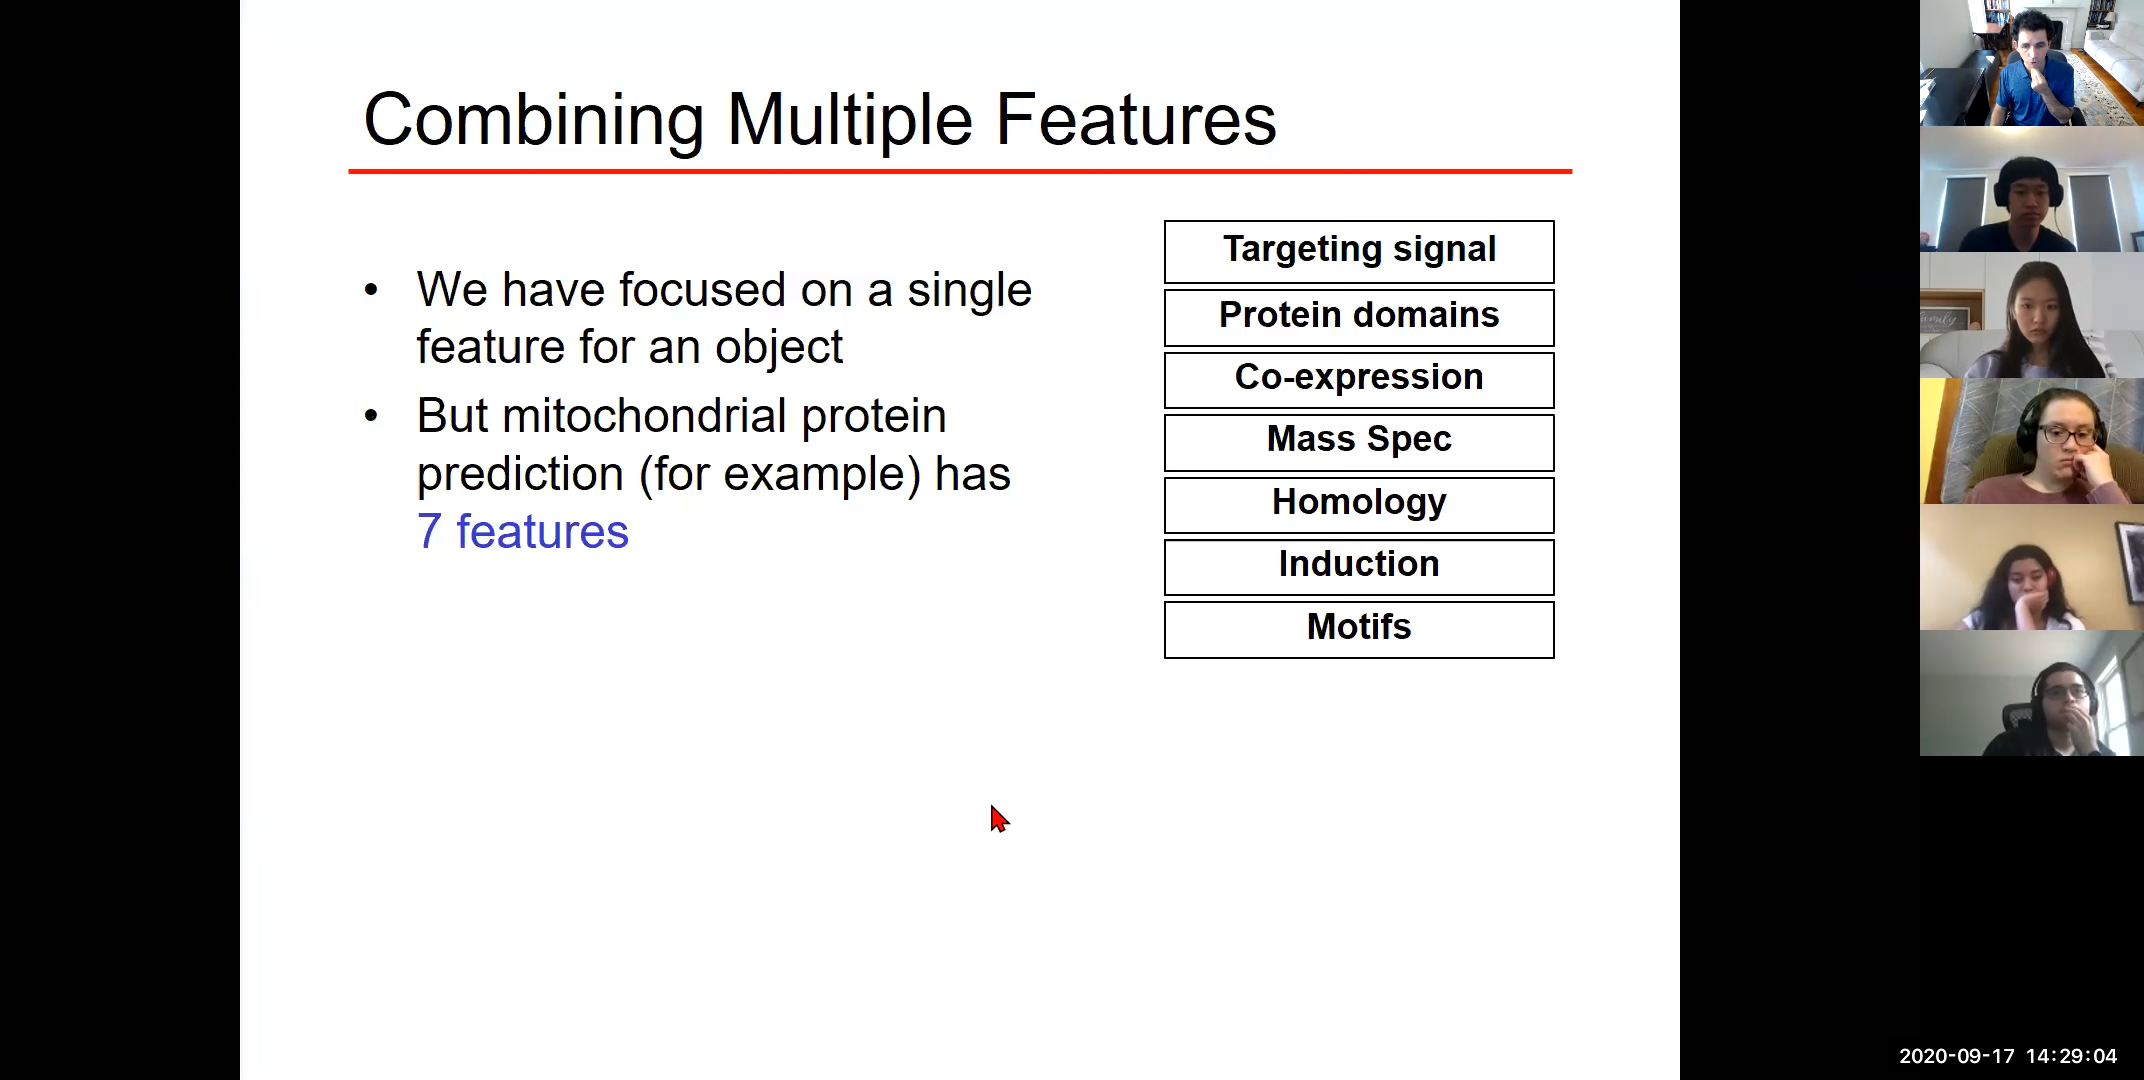 Combining Multiple Features
• We have focused on a single
feature for an object
• But mitochondrial protein
prediction (for example) has
7 features
Targeting signal
Protein domains
Co-expression
Mass Spec
Homology
Induction
Motifs
family
2020-09-17 14:29:04